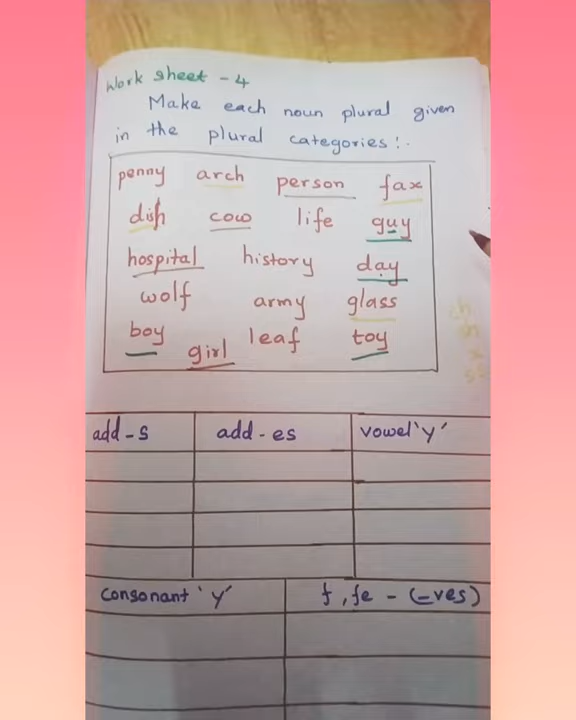 Work sheet - 4
Make each noun plural given
in the plural categories:.
penny arch person fax
dish cow life guy
hospital history day
wolf army glass
boy girl leaf toy
add-s add-es vowel 'y'
consonant 'y' f, fe - (-ves)